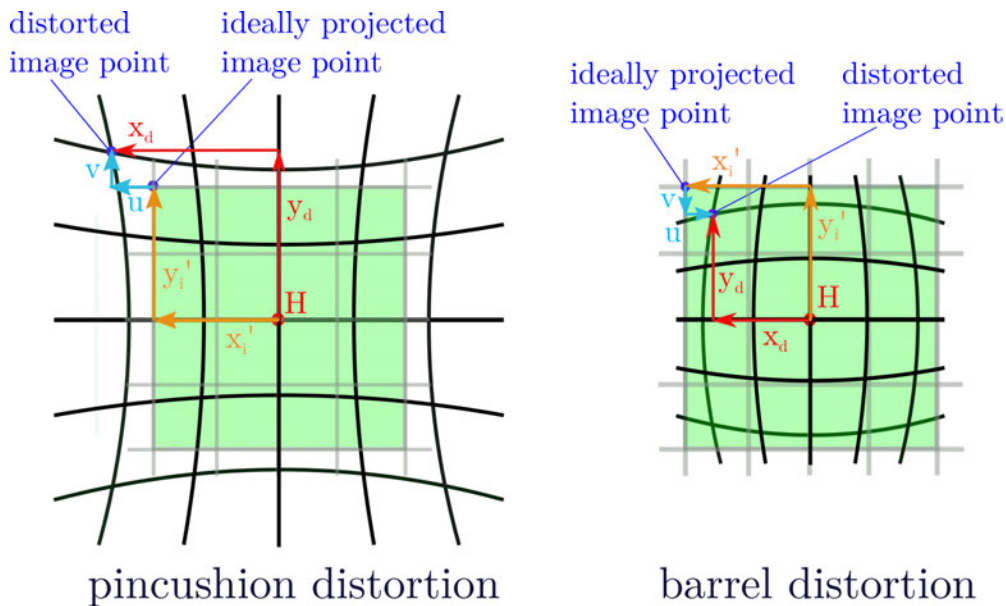 distorted
image point
ideally projected
image point
x_d
v
u
y_d
y_i'
H
x_i'
pincushion distortion
ideally projected
image point
distorted
image point
x_i'
v
u
y_i'
y_d
H
x_d
barrel distortion